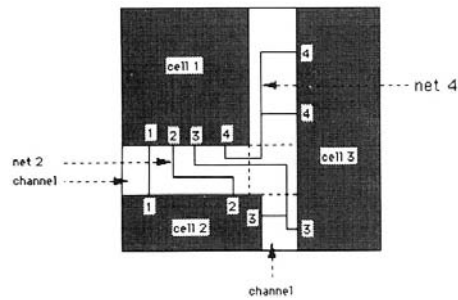 4
cell 1
net 4
4
1 2 3 4
cell 3
net 2
channel
1 2 3
cell 2
3
channel